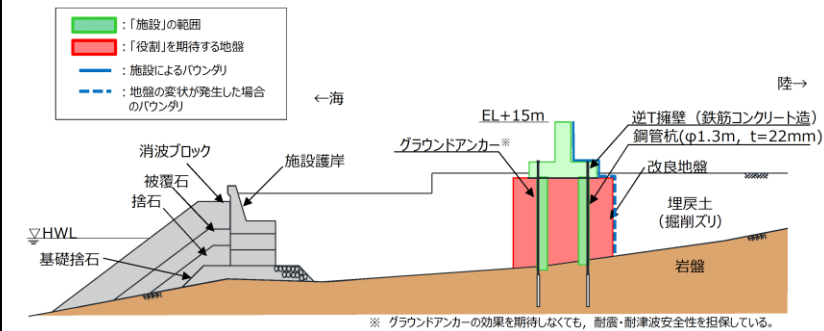 :「施設」の範囲
:「役割」を期待する地盤
:施設によるバウンダリ
:地盤の変状が発生した場合
のバウンダリ
←海
陸→
EL+15m
逆T擁壁(鉄筋コンクリート造)
グラウンドアンカー※
鋼管杭(φ1.3m, t=22mm)
消波ブロック
施設護岸
改良地盤
被覆石
捨石
埋戻土
(掘削ズリ)
▽HWL
基礎捨石
岩盤
※ グラウンドアンカーの効果を期待しなくても,耐震・耐津波安全性を担保している。